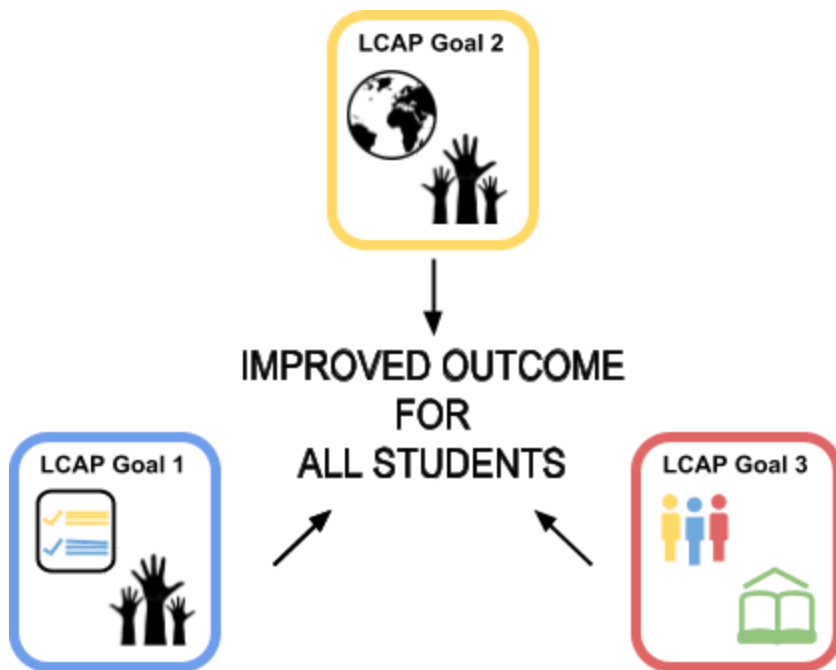 LCAP Goal 2
IMPROVED OUTCOME
FOR
ALL STUDENTS
LCAP Goal 1
LCAP Goal 3